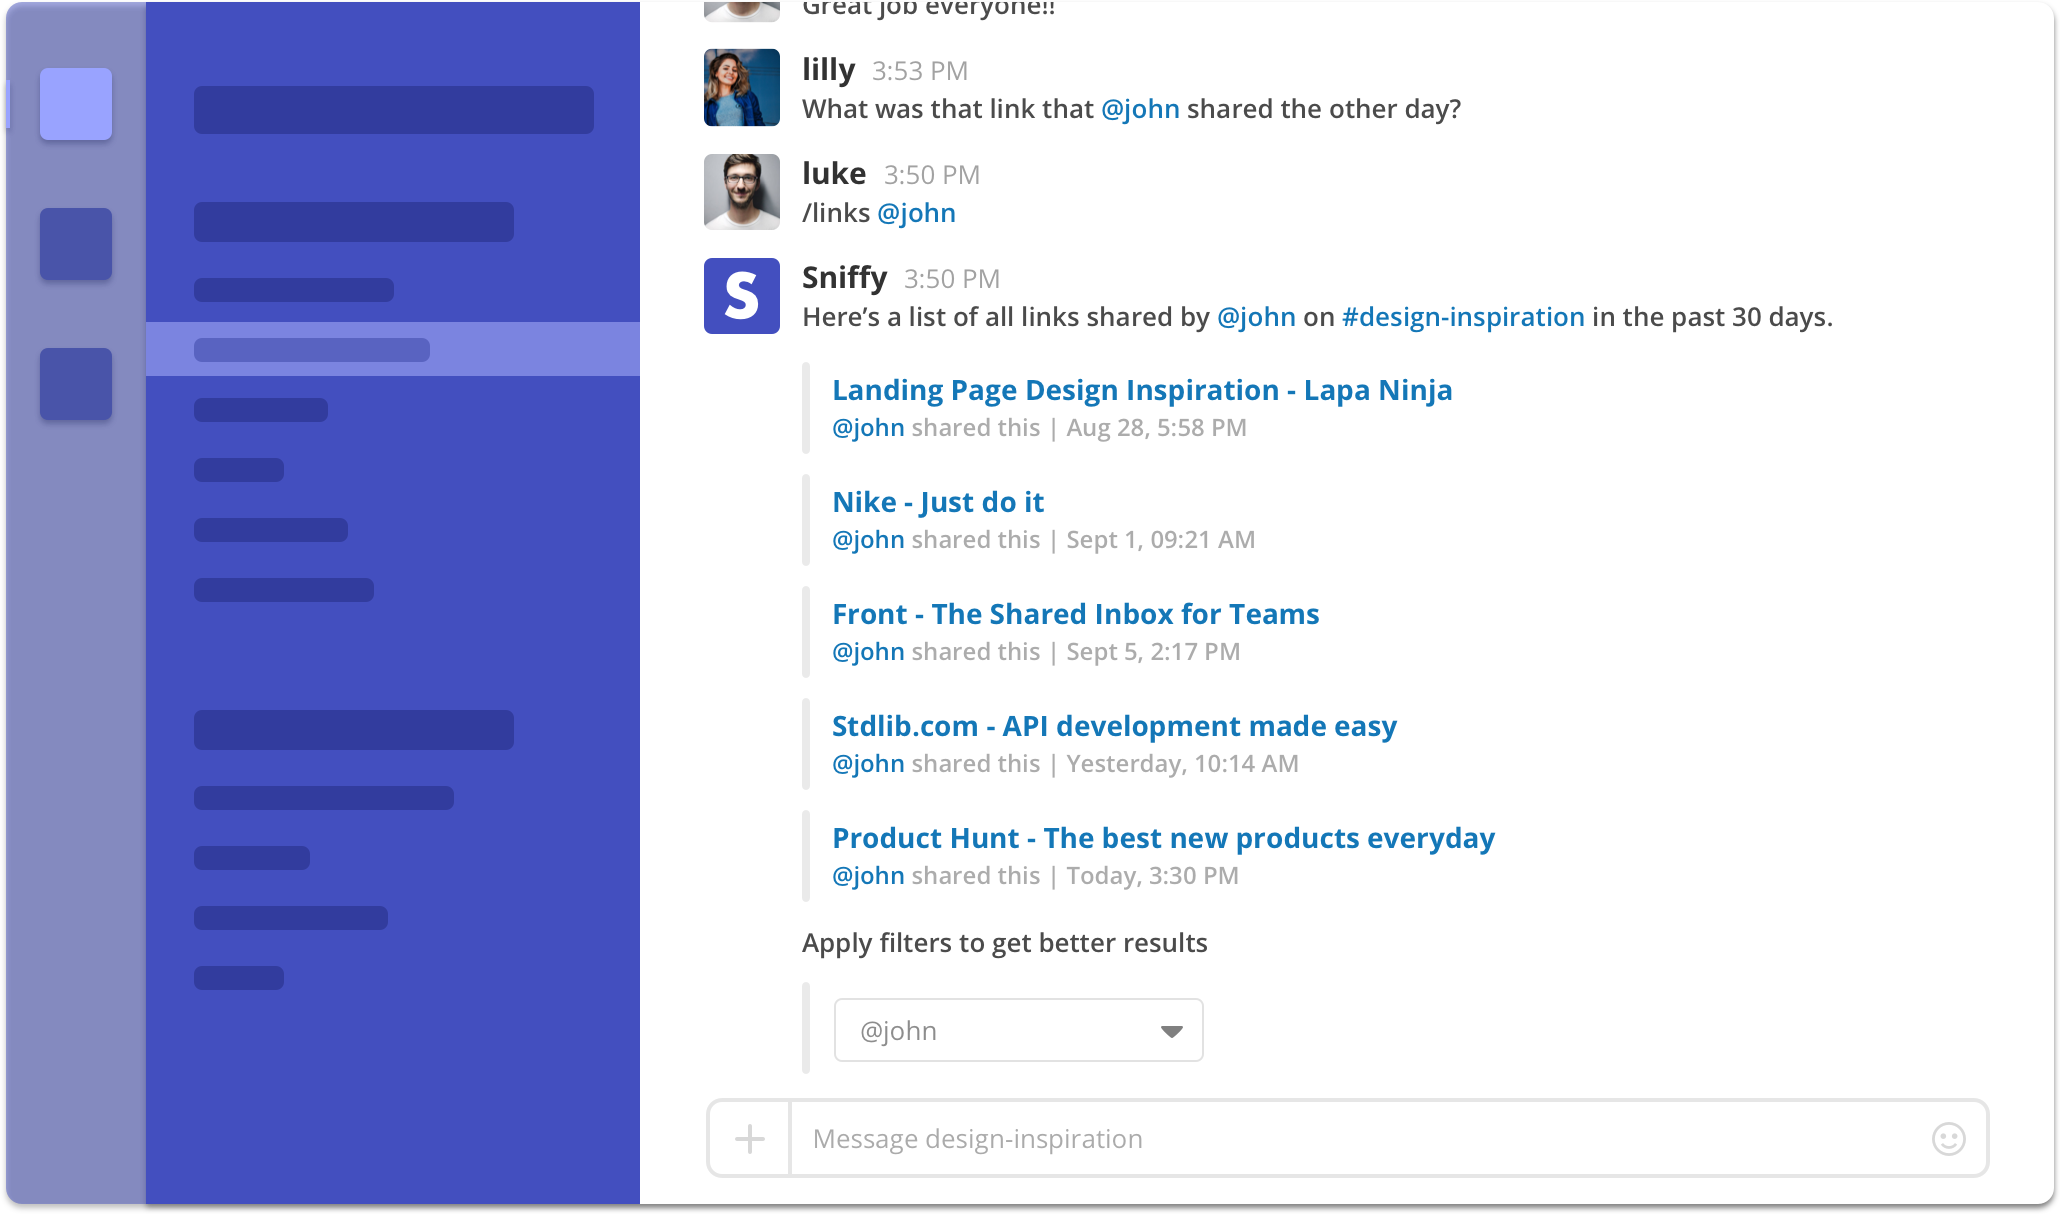 Great job everyone!!
lilly 3:53 PM
What was that link that @john shared the other day?
luke 3:50 PM
/links @john
S
Sniffy 3:50 PM
Here’s a list of all links shared by @john on #design-inspiration in the past 30 days.
Landing Page Design Inspiration - Lapa Ninja
@john shared this | Aug 28, 5:58 PM
Nike - Just do it
@john shared this | Sept 1, 09:21 AM
Front - The Shared Inbox for Teams
@john shared this | Sept 5, 2:17 PM
Stdlib.com - API development made easy
@john shared this | Yesterday, 10:14 AM
Product Hunt - The best new products everyday
@john shared this | Today, 3:30 PM
Apply filters to get better results
@john
Message design-inspiration